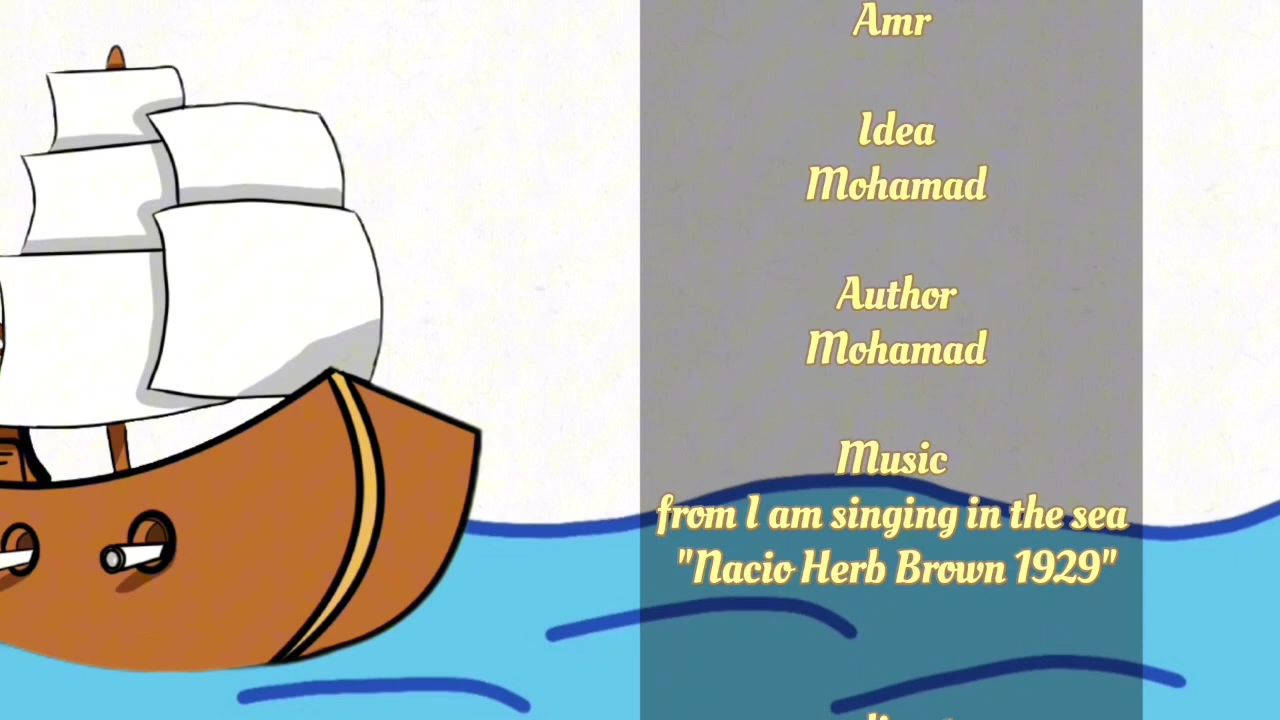 Amr
Idea
Mohamad
Author
Mohamad
Music
from I am singing in the sea
"Nacio Herb Brown 1929"